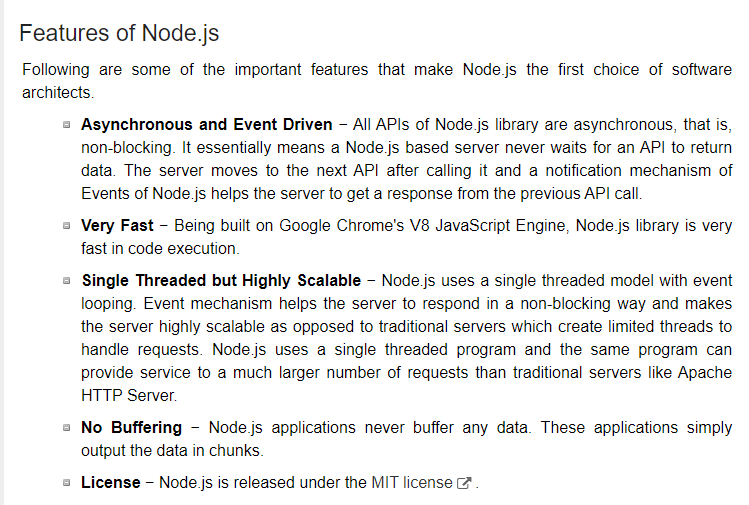 Features of Node.js
Following are some of the important features that make Node.js the first choice of software
architects.
Asynchronous and Event Driven − All APIs of Node.js library are asynchronous, that is,
non-blocking. It essentially means a Node.js based server never waits for an API to return
data. The server moves to the next API after calling it and a notification mechanism of
Events of Node.js helps the server to get a response from the previous API call.
Very Fast − Being built on Google Chrome's V8 JavaScript Engine, Node.js library is very
fast in code execution.
Single Threaded but Highly Scalable − Node.js uses a single threaded model with event
looping. Event mechanism helps the server to respond in a non-blocking way and makes
the server highly scalable as opposed to traditional servers which create limited threads to
handle requests. Node.js uses a single threaded program and the same program can
provide service to a much larger number of requests than traditional servers like Apache
HTTP Server.
No Buffering − Node.js applications never buffer any data. These applications simply
output the data in chunks.
License − Node.js is released under the MIT license .